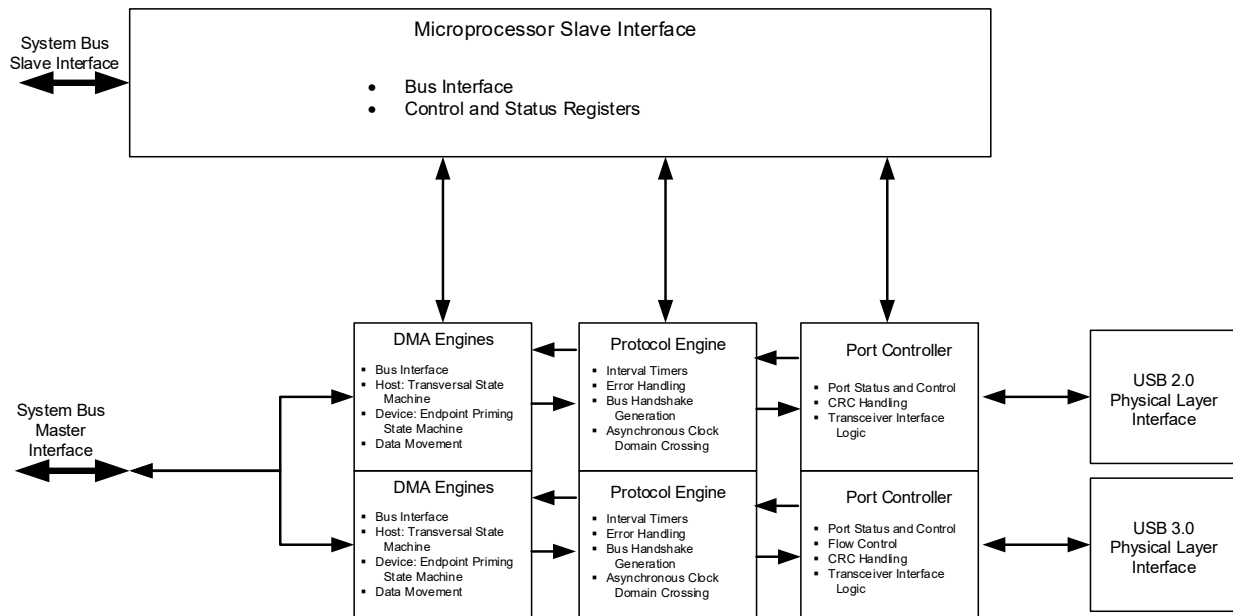 Microprocessor Slave Interface
System Bus
Slave Interface
• Bus Interface
• Control and Status Registers
DMA Engines
▪ Bus Interface
▪ Host: Transversal State
Machine
▪ Device: Endpoint Priming
State Machine
▪ Data Movement
Protocol Engine
▪ Interval Timers
▪ Error Handling
▪ Bus Handshake
Generation
▪ Asynchronous Clock
Domain Crossing
Port Controller
▪ Port Status and Control
▪ CRC Handling
▪ Transceiver Interface
Logic
USB 2.0
Physical Layer
Interface
System Bus
Master
Interface
DMA Engines
▪ Bus Interface
▪ Host: Transversal State
Machine
▪ Device: Endpoint Priming
State Machine
▪ Data Movement
Protocol Engine
▪ Interval Timers
▪ Error Handling
▪ Bus Handshake
Generation
▪ Asynchronous Clock
Domain Crossing
Port Controller
▪ Port Status and Control
▪ Flow Control
▪ CRC Handling
▪ Transceiver Interface
Logic
USB 3.0
Physical Layer
Interface